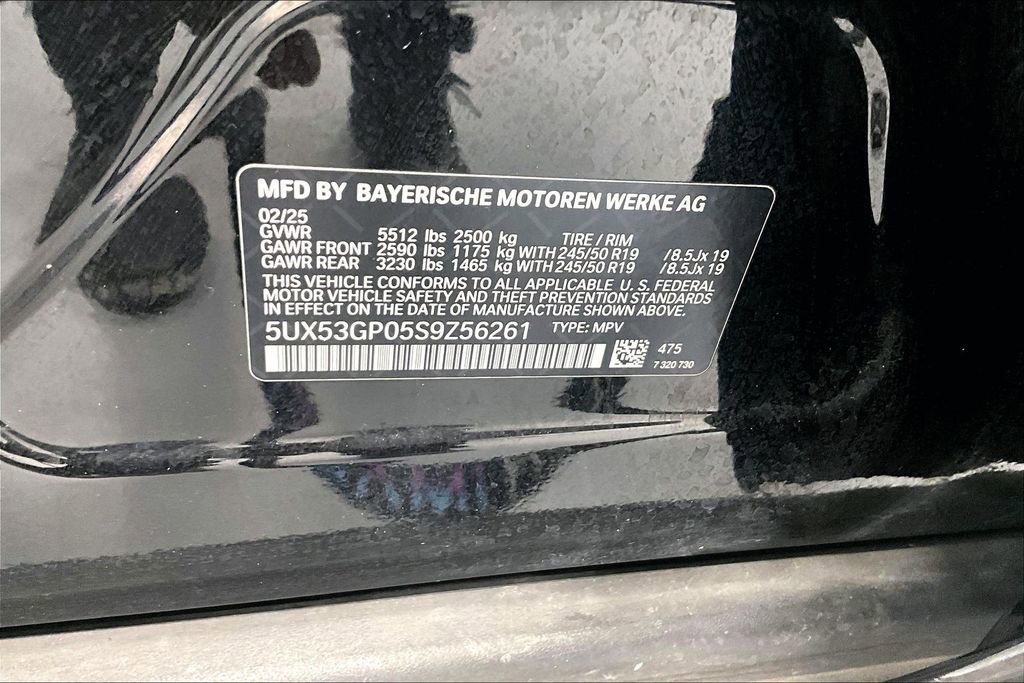 MFD BY BAYERISCHE MOTOREN WERKE AG
02/25
GVWR 5512 lbs 2500 kg TIRE / RIM
GAWR FRONT 2590 lbs 1175 kg WITH 245/50 R19 /8.5Jx 19
GAWR REAR 3230 lbs 1465 kg WITH 245/50 R19 /8.5Jx 19
THIS VEHICLE CONFORMS TO ALL APPLICABLE U. S. FEDERAL
MOTOR VEHICLE SAFETY AND THEFT PREVENTION STANDARDS
IN EFFECT ON THE DATE OF MANUFACTURE SHOWN ABOVE.
5UX53GP05S9Z56261 TYPE: MPV
475
7 320 730